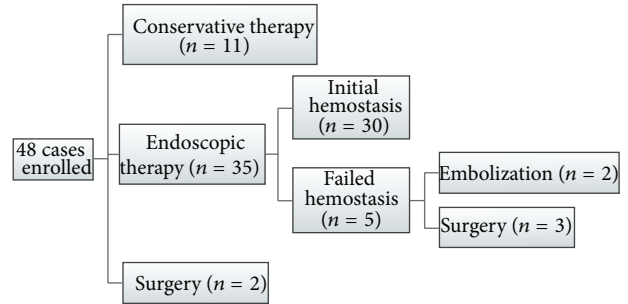 Conservative therapy
(n = 11)
Initial
hemostasis
(n = 30)
48 cases
enrolled
Endoscopic
therapy (n = 35)
Failed
hemostasis
(n = 5)
Embolization (n = 2)
Surgery (n = 3)
Surgery (n = 2)